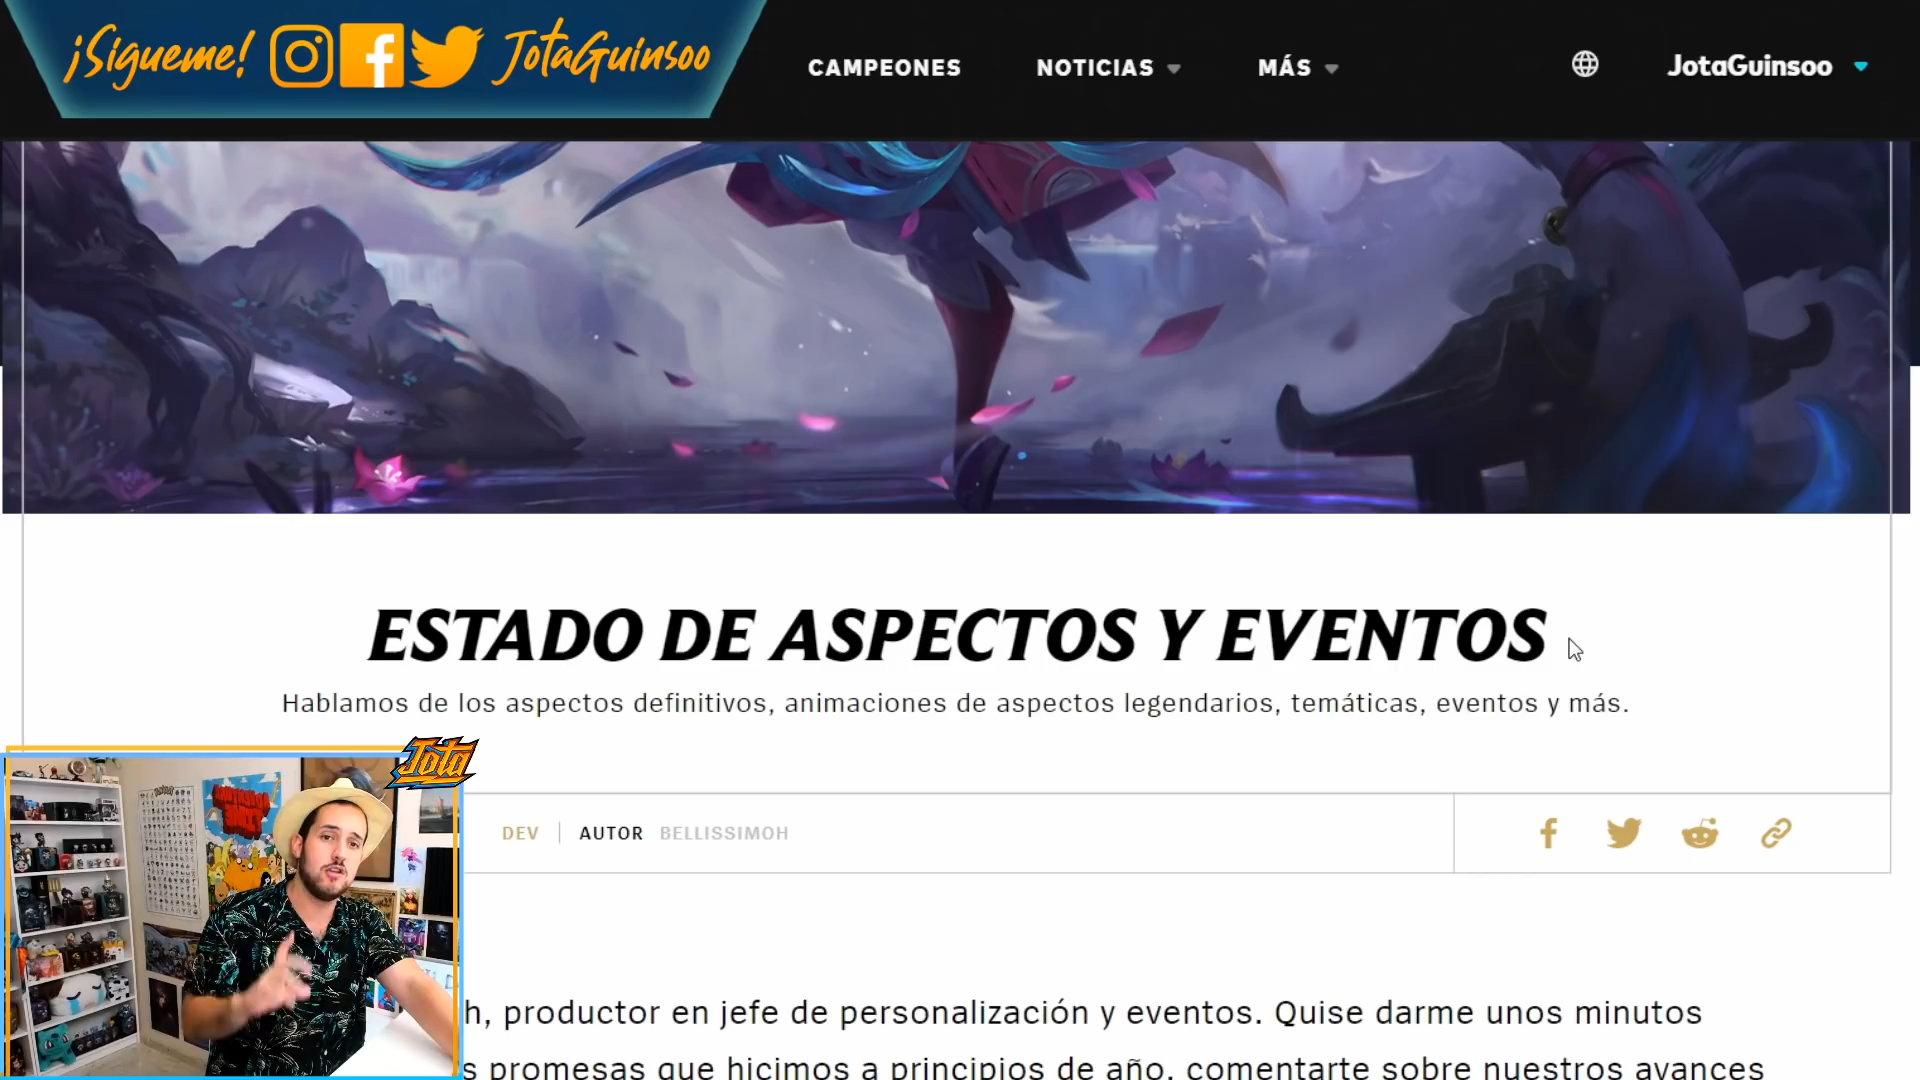 ¡Sigueme! JotaGuinsoo
CAMPEONES NOTICIAS MÁS JotaGuinsoo
ESTADO DE ASPECTOS Y EVENTOS
Hablamos de los aspectos definitivos, animaciones de aspectos legendarios, temáticas, eventos y más.
Jota
DEV AUTOR BELLISSIMOH
h, productor en jefe de personalización y eventos. Quise darme unos minutos
s promesas que hicimos a principios de año, comentarte sobre nuestros avances